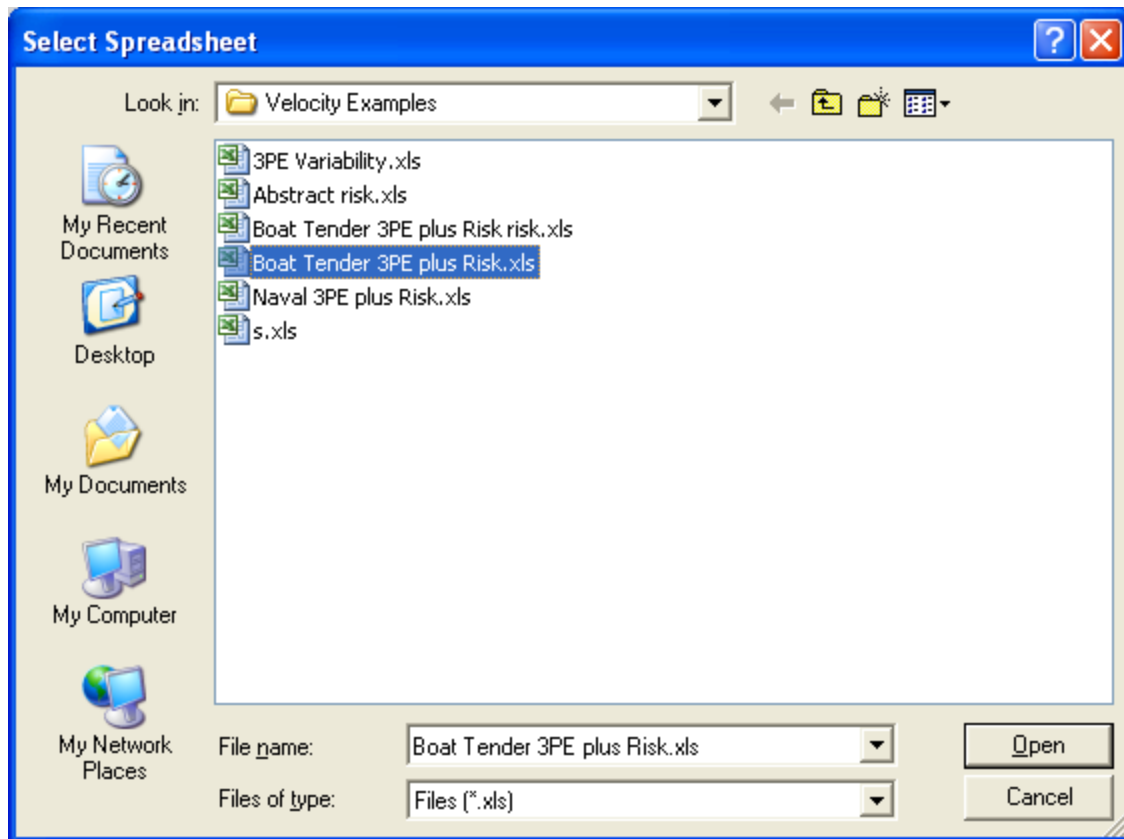 Select Spreadsheet
Look in: Velocity Examples
3PE Variability.xls
Abstract risk.xls
Boat Tender 3PE plus Risk risk.xls
Boat Tender 3PE plus Risk.xls
Naval 3PE plus Risk.xls
s.xls
My Recent
Documents
Desktop
My Documents
My Computer
My Network
Places
File name: Boat Tender 3PE plus Risk.xls Open
Files of type: Files (*.xls) Cancel